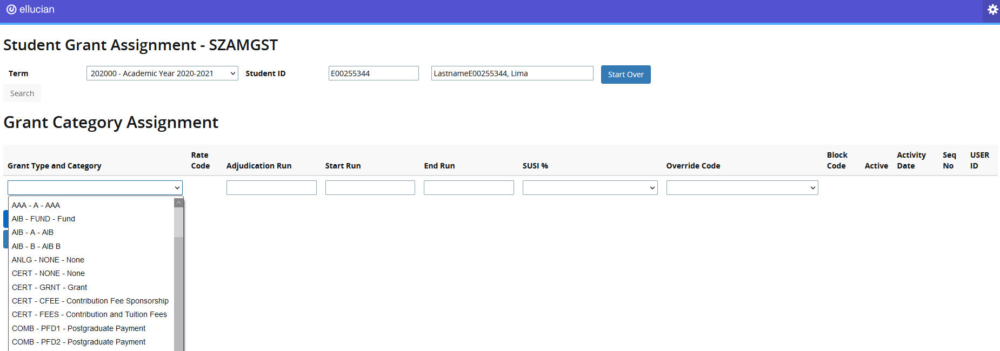 ellucian
Student Grant Assignment - SZAMGST
Term 202000 - Academic Year 2020-2021 Student ID E00255344 LastnameE00255344, Lima Start Over
Search
Grant Category Assignment
Grant Type and Category Rate Code Adjudication Run Start Run End Run SUSI % Override Code Block Code Active Activity Date Seq No USER ID
AAA - A - AAA
AIB - FUND - Fund
AIB - A - AIB
AIB - B - AIB B
ANLG - NONE - None
CERT - NONE - None
CERT - GRNT - Grant
CERT - CFEE - Contribution Fee Sponsorship
CERT - FEES - Contribution and Tuition Fees
COMB - PFD1 - Postgraduate Payment
COMB - PFD2 - Postgraduate Payment